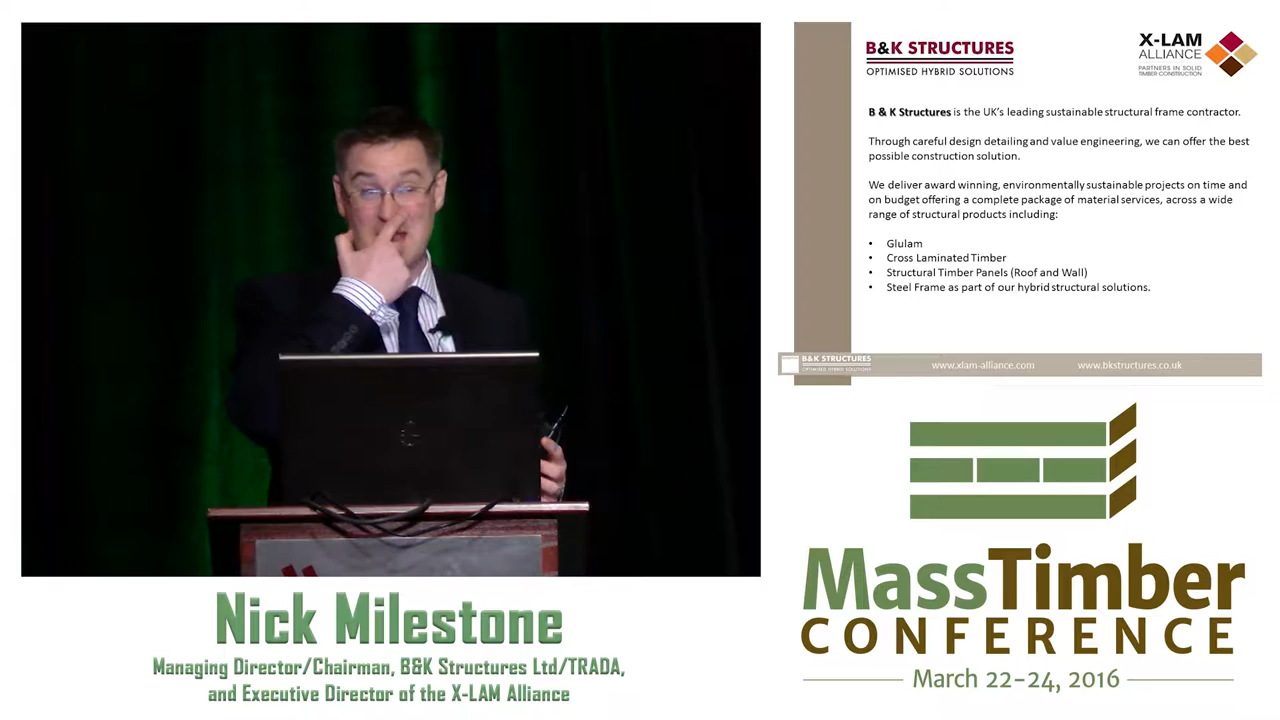 B&K STRUCTURES
OPTIMISED HYBRID SOLUTIONS
X-LAM
ALLIANCE
PARTNERS IN SOLID
TIMBER CONSTRUCTION
B & K Structures is the UK's leading sustainable structural frame contractor.
Through careful design detailing and value engineering, we can offer the best
possible construction solution.
We deliver award winning, environmentally sustainable projects on time and
on budget offering a complete package of material services, across a wide
range of structural products including:
• Glulam
• Cross Laminated Timber
• Structural Timber Panels (Roof and Wall)
• Steel Frame as part of our hybrid structural solutions.
B&K STRUCTURES
OPTIMISED HYBRID SOLUTIONS
www.xlam-alliance.com www.bkstructures.co.uk
MassTimber
CONFERENCE
March 22-24, 2016
Nick Milestone
Managing Director/Chairman, B&K Structures Ltd/TRADA,
and Executive Director of the X-LAM Alliance